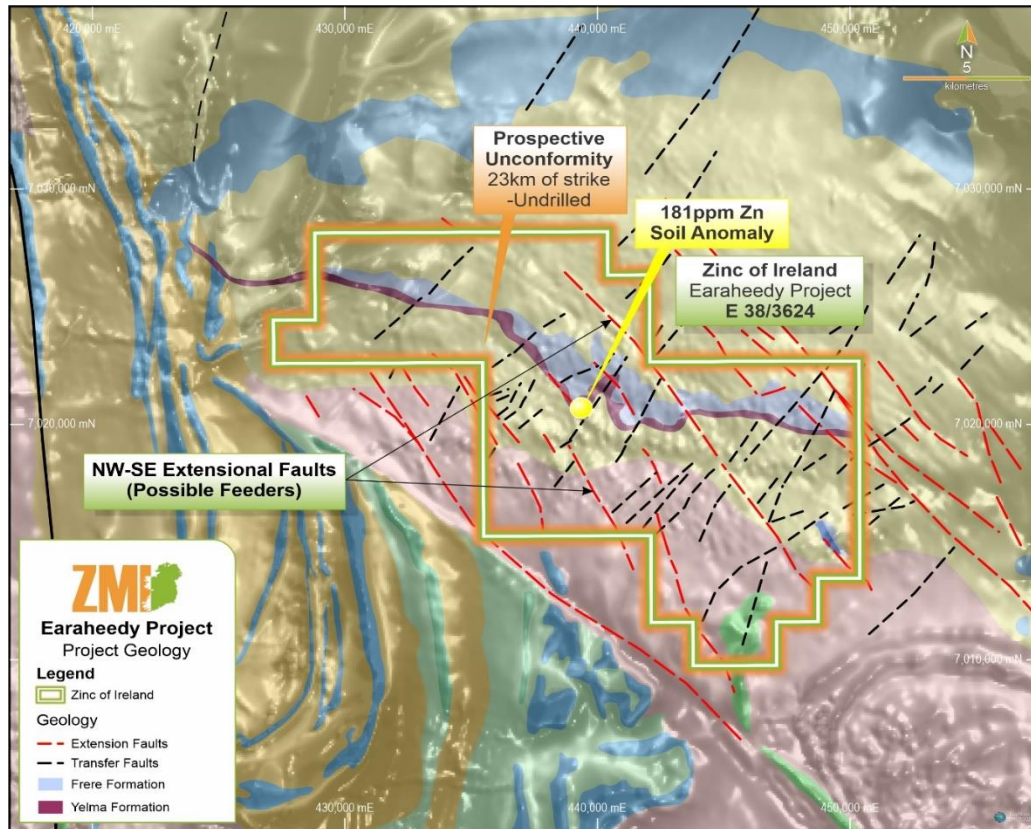 420,000 mE
430,000 mE
440,000 mE
450,000 mE
N
5
kilometres
Prospective
Unconformity
23km of strike
-Undrilled
7,030,000 mN
7,030,000 mN
181ppm Zn
Soil Anomaly
Zinc of Ireland
Earaheedy Project
E 38/3624
7,020,000 mN
7,020,000 mN
NW-SE Extensional Faults
(Possible Feeders)
ZMI
Earaheedy Project
Project Geology
Legend
Zinc of Ireland
Geology
Extension Faults
Transfer Faults
Frere Formation
Yelma Formation
7,010,000 mN
430,000 mE
440,000 mE
450,000 mE